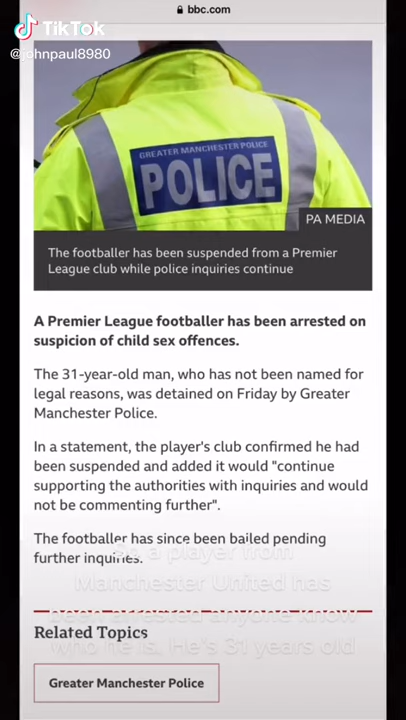 bbc.com
TikTok
@johnpaul8980
GREATER MANCHESTER POLICE
POLICE
PA MEDIA
The footballer has been suspended from a Premier
League club while police inquiries continue
A Premier League footballer has been arrested on
suspicion of child sex offences.
The 31-year-old man, who has not been named for
legal reasons, was detained on Friday by Greater
Manchester Police.
In a statement, the player's club confirmed he had
been suspended and added it would "continue
supporting the authorities with inquiries and would
not be commenting further".
The footballer has since been bailed pending
further inquiries.
So a player from
Manchester United has
been arrested anyone know
who he is. He's 31 years old
Related Topics
Greater Manchester Police